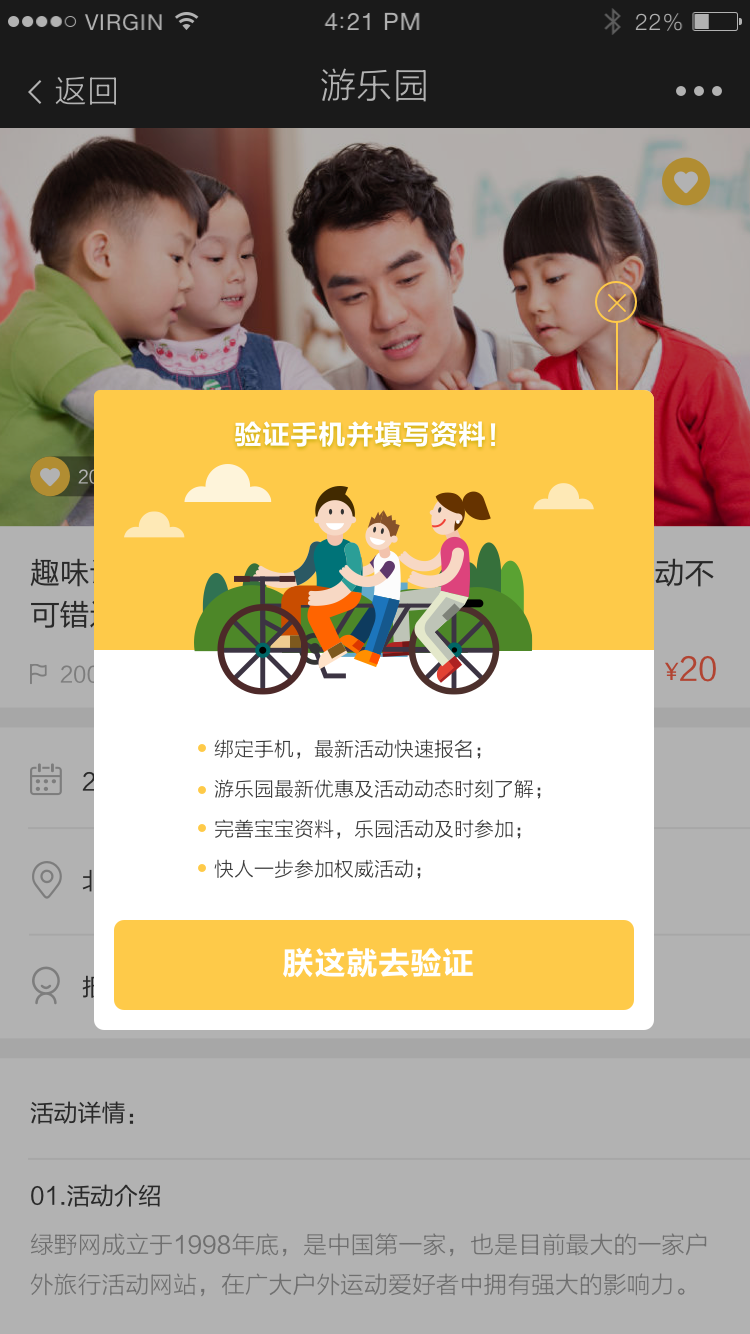 VIRGIN 4:21 PM 22%
返回 游乐园
验证手机并填写资料！
20
趣味 动不
可错
200 ¥20
绑定手机，最新活动快速报名；
游乐园最新优惠及活动动态时刻了解；
2
完善宝宝资料，乐园活动及时参加；
快人一步参加权威活动；
朕这就去验证
活动详情：
01.活动介绍
绿野网成立于1998年底，是中国第一家，也是目前最大的一家户
外旅行活动网站，在广大户外运动爱好者中拥有强大的影响力。